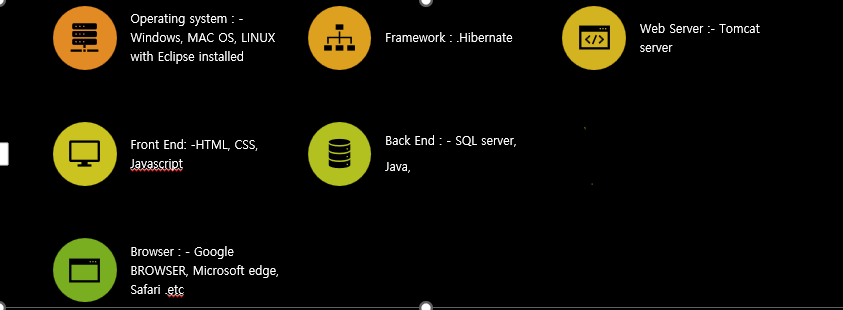 Operating system : -
Windows, MAC OS, LINUX
with Eclipse installed
Framework : .Hibernate
Web Server :- Tomcat
server
Front End: -HTML, CSS,
Javascript
Back End : - SQL server,
Java,
Browser : - Google
BROWSER, Microsoft edge,
Safari .etc